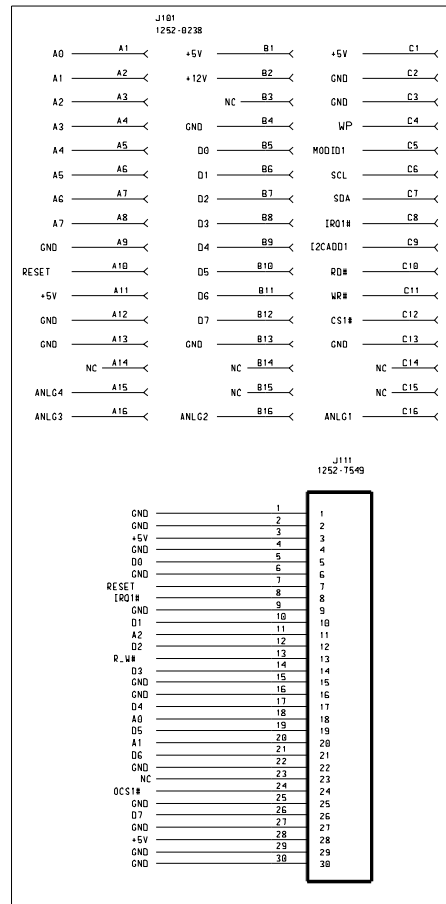 J101
1252-0238
A0 A1 +5V B1 +5V C1
A1 A2 +12V B2 GND C2
A2 A3 NC B3 GND C3
A3 A4 GND B4 WP C4
A4 A5 D0 B5 MODID1 C5
A5 A6 D1 B6 SCL C6
A6 A7 D2 B7 SDA C7
A7 A8 D3 B8 IRQ1# C8
GND A9 D4 B9 I2CADD1 C9
RESET A10 D5 B10 RD# C10
+5V A11 D6 B11 WR# C11
GND A12 D7 B12 CS1# C12
GND A13 GND B13 GND C13
NC A14 NC B14 NC C14
ANLG4 A15 NC B15 NC C15
ANLG3 A16 ANLG2 B16 ANLG1 C16
J111
1252-7549
GND 1 1
GND 2 2
+5V 3 3
GND 4 4
D0 5 5
GND 6 6
RESET 7 7
IRQ1# 8 8
GND 9 9
D1 10 10
A2 11 11
D2 12 12
R_W# 13 13
D3 14 14
GND 15 15
GND 16 16
D4 17 17
A0 18 18
D5 19 19
A1 20 20
D6 21 21
GND 22 22
NC 23 23
OCS1# 24 24
GND 25 25
D7 26 26
GND 27 27
+5V 28 28
GND 29 29
GND 30 30